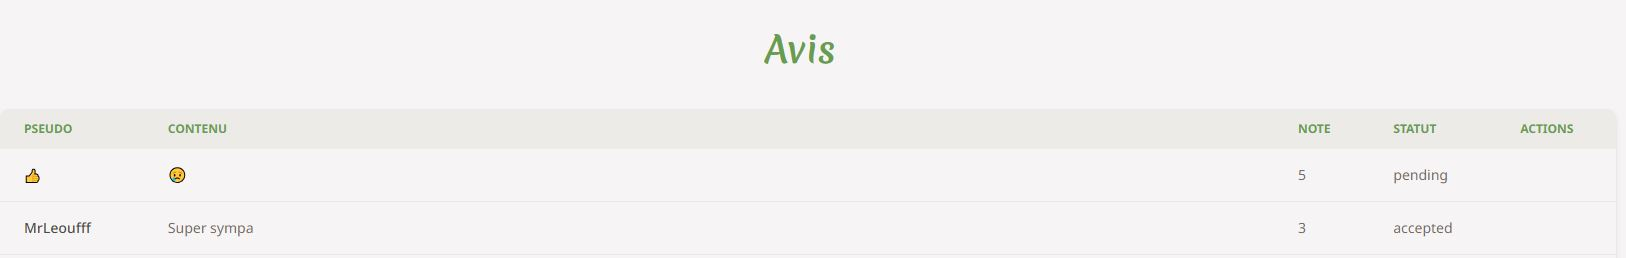 Avis
PSEUDO CONTENU NOTE STATUT ACTIONS
👍 😢 5 pending
MrLeoufff Super sympa 3 accepted